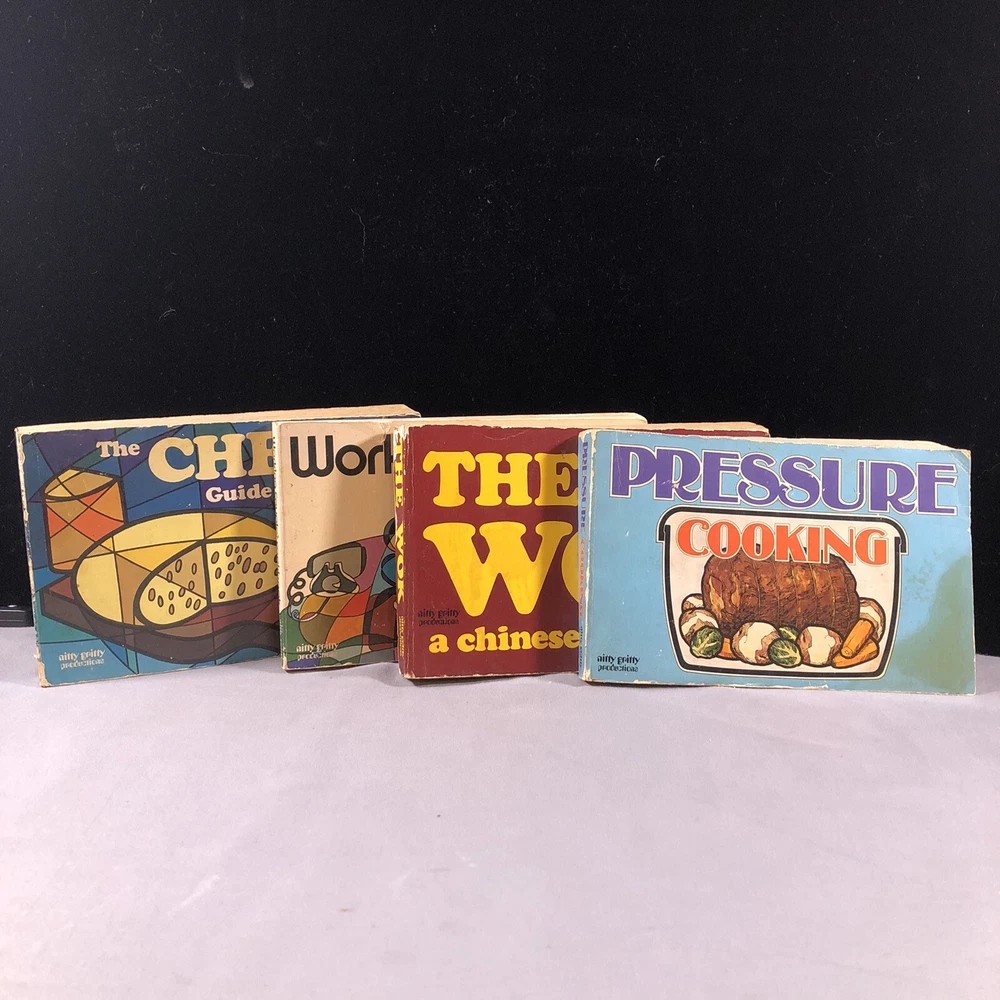 The CHE
Guide
nitty gritty
productions
Work
nitty gritty
productions
THE
WO
nitty gritty
productions
a chinese
PRESSURE
COOKING
nitty gritty
productions